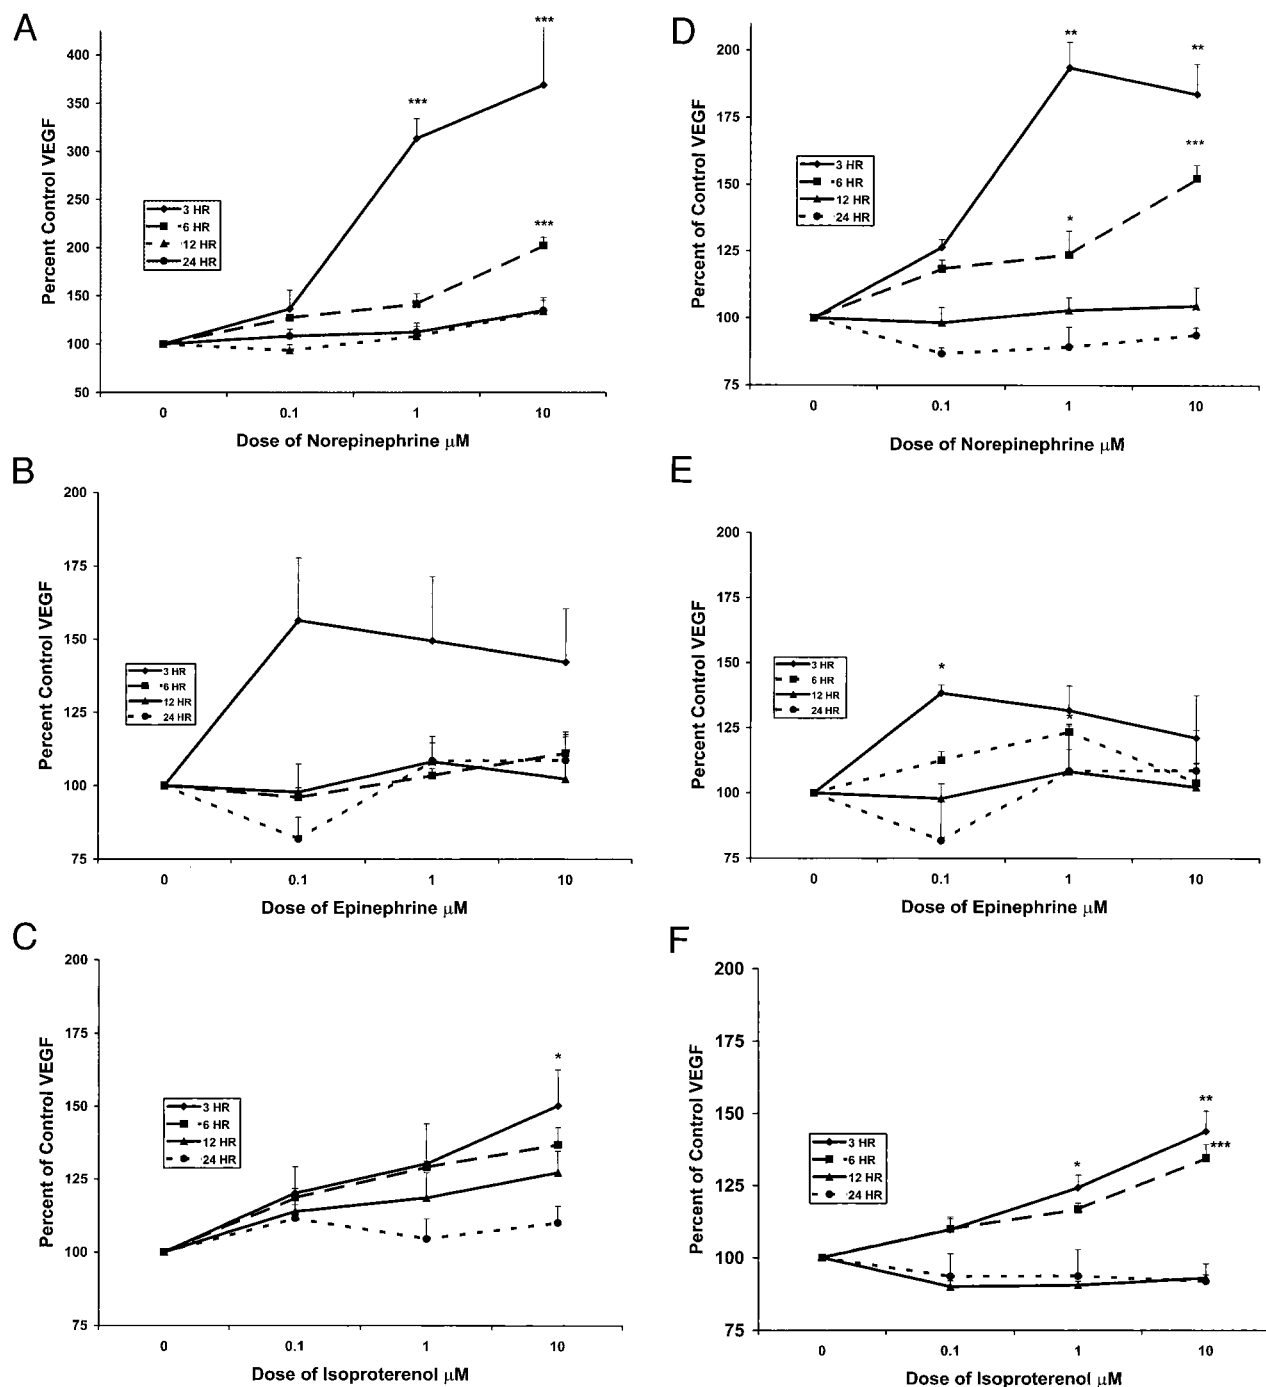 A
Percent Control VEGF
400
350
300
250
200
150
100
50
***
***
***
3 HR
6 HR
12 HR
24 HR
0 0.1 1 10
Dose of Norepinephrine μM
D
Percent of Control VEGF
200
175
150
125
100
75
**
**
***
*
3 HR
6 HR
12 HR
24 HR
0 0.1 1 10
Dose of Norepinephrine μM
B
Percent Control VEGF
200
175
150
125
100
75
3 HR
6 HR
12 HR
24 HR
0 0.1 1 10
Dose of Epinephrine μM
E
Percent of Control VEGF
200
175
150
125
100
75
*
*
3 HR
6 HR
12 HR
24 HR
0 0.1 1 10
Dose of Epinephrine μM
C
Percent of Control VEGF
200
175
150
125
100
75
*
3 HR
6 HR
12 HR
24 HR
0 0.1 1 10
Dose of Isoproterenol μM
F
Percent of Control VEGF
200
175
150
125
100
75
**
***
*
3 HR
6 HR
12 HR
24 HR
0 0.1 1 10
Dose of Isoproterenol μM